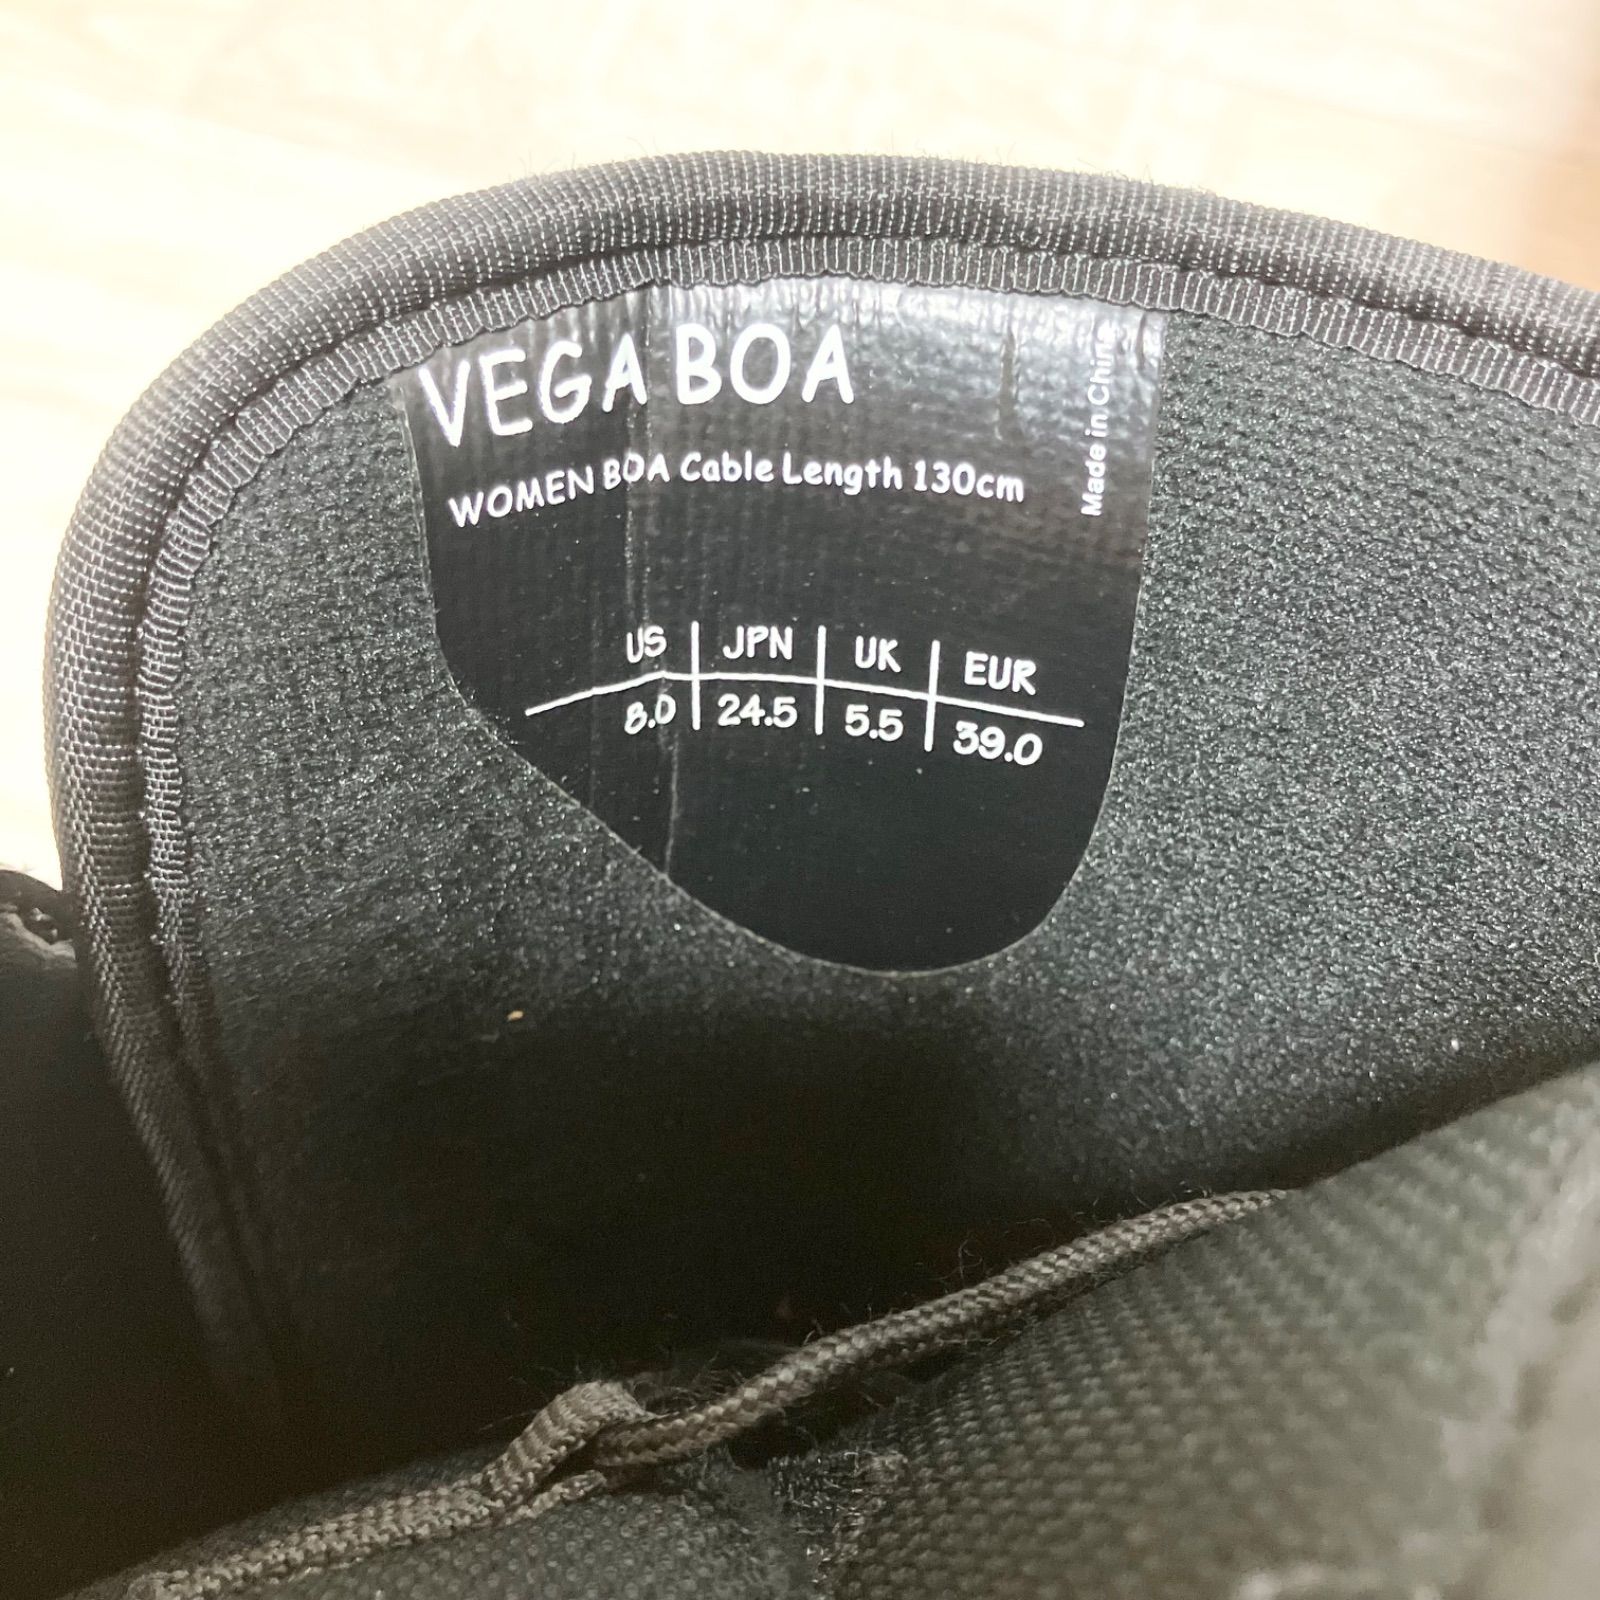 VEGA BOA
WOMEN BOA Cable Length 130cm
Made in China
US JPN UK EUR
8.0 24.5 5.5 39.0